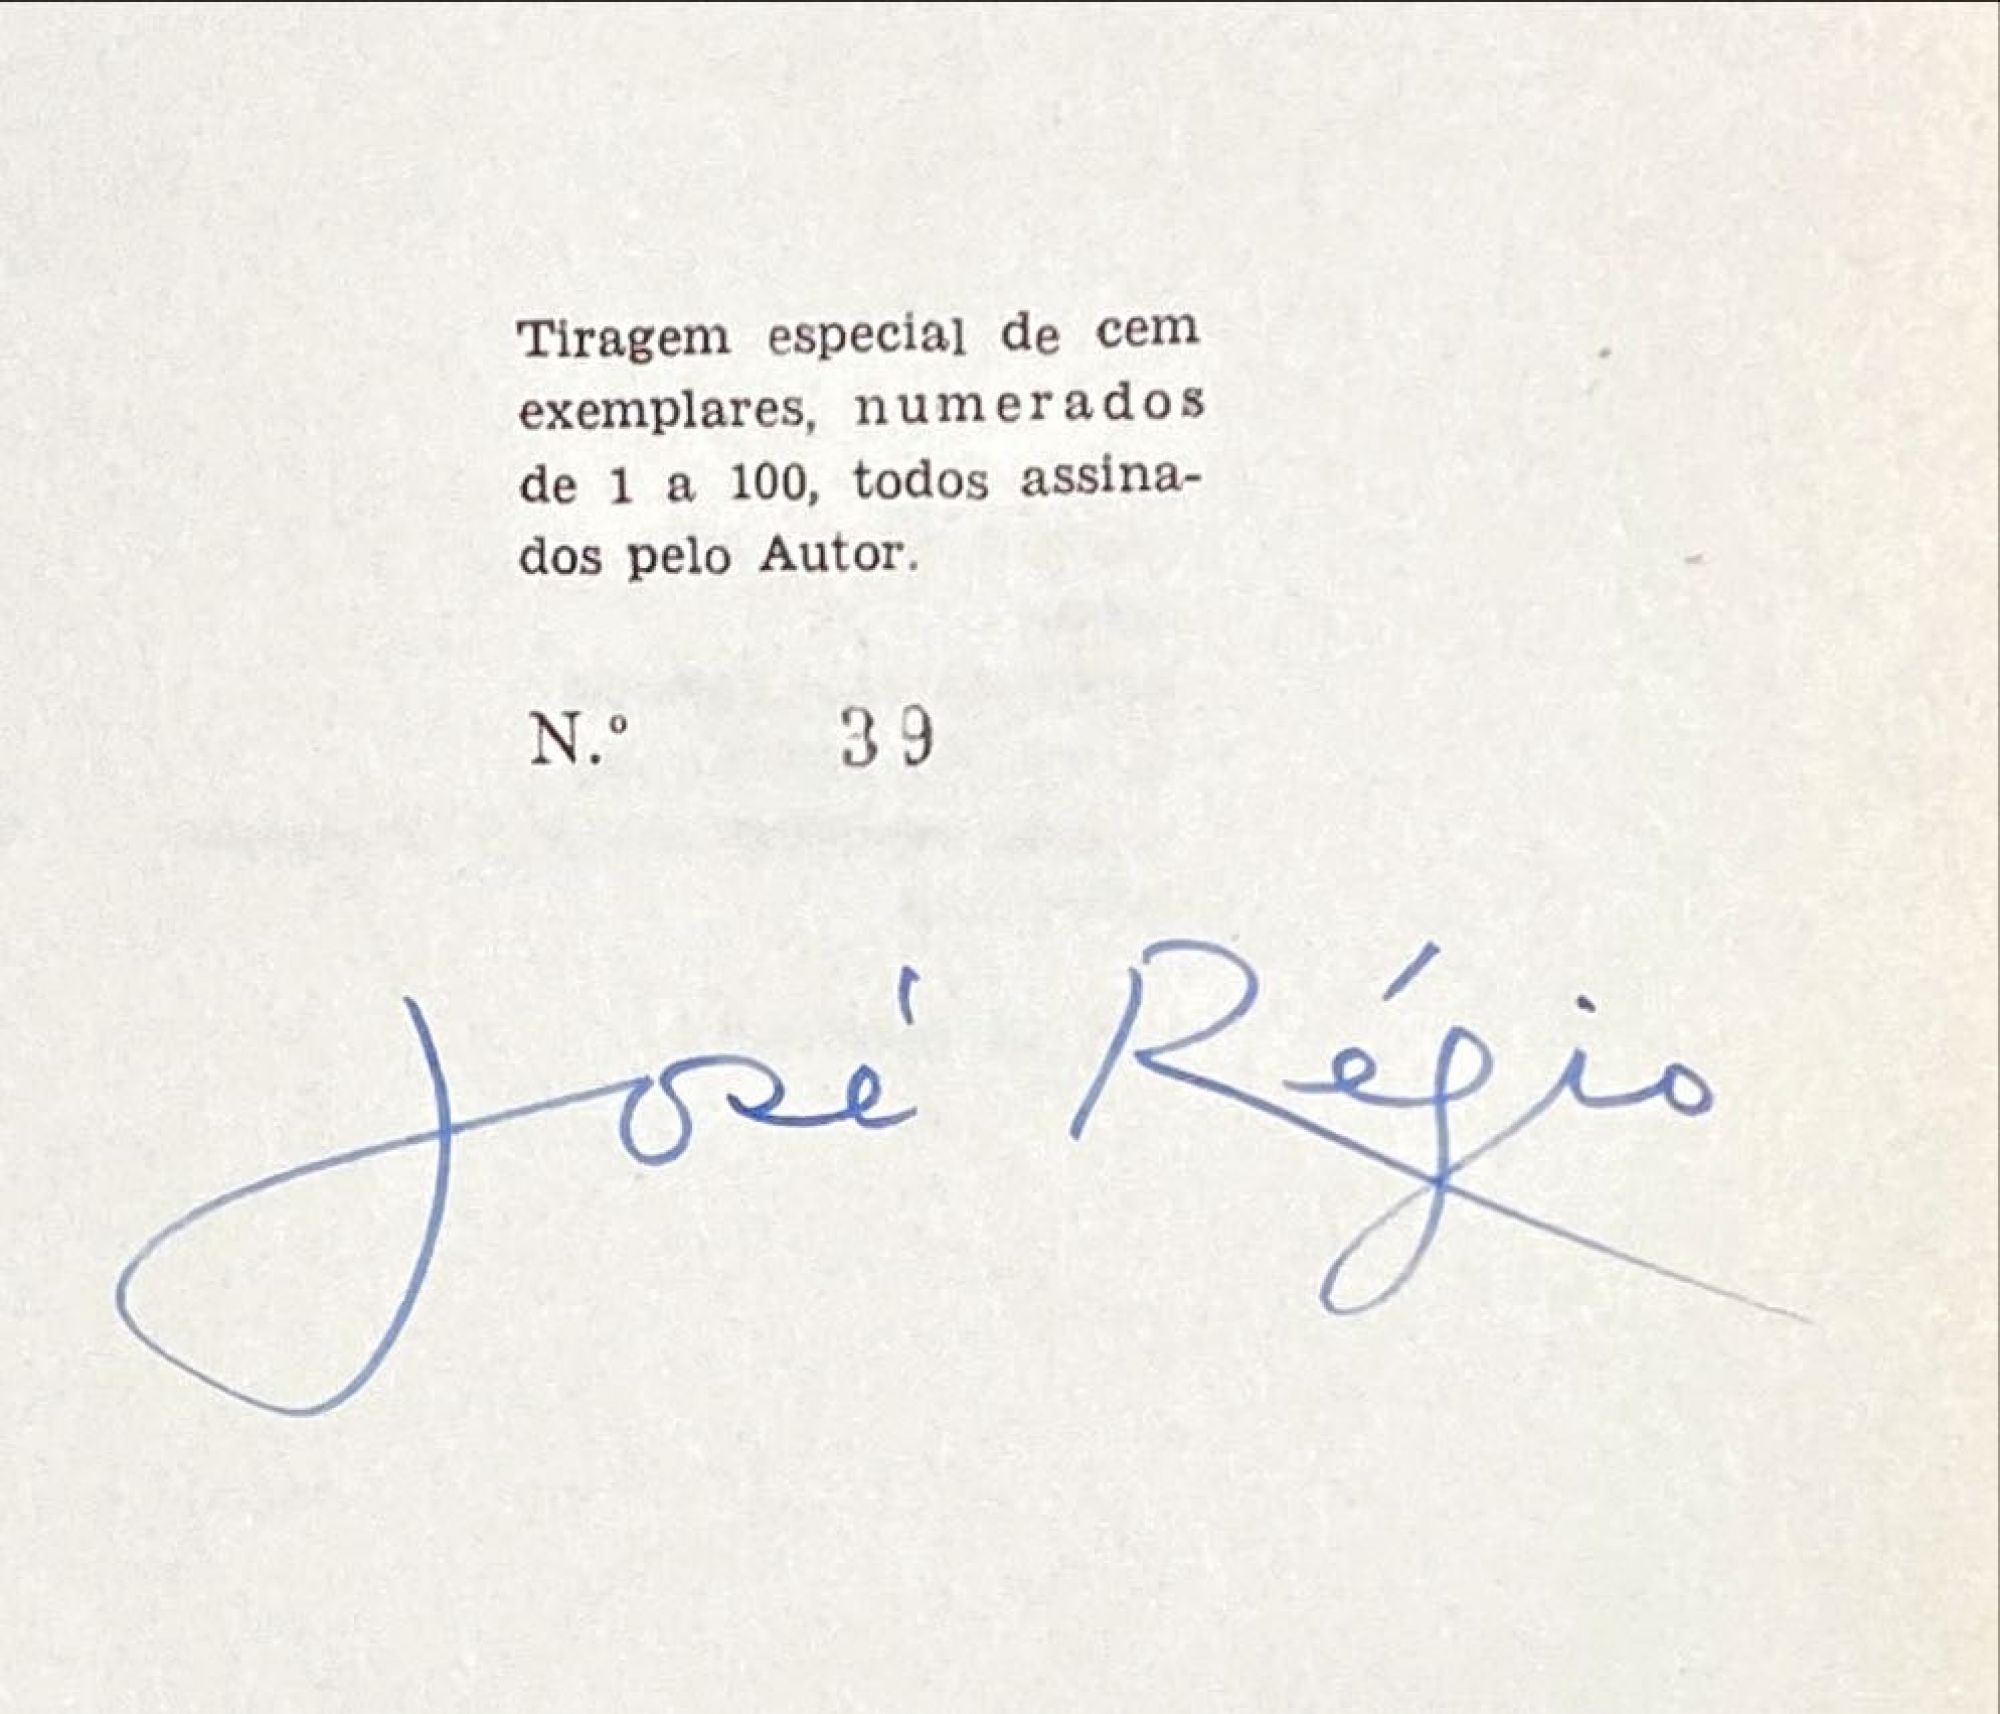 Tiragem especial de cem
exemplares, numerados
de 1 a 100, todos assina-
dos pelo Autor.
N.º 39
José Régio